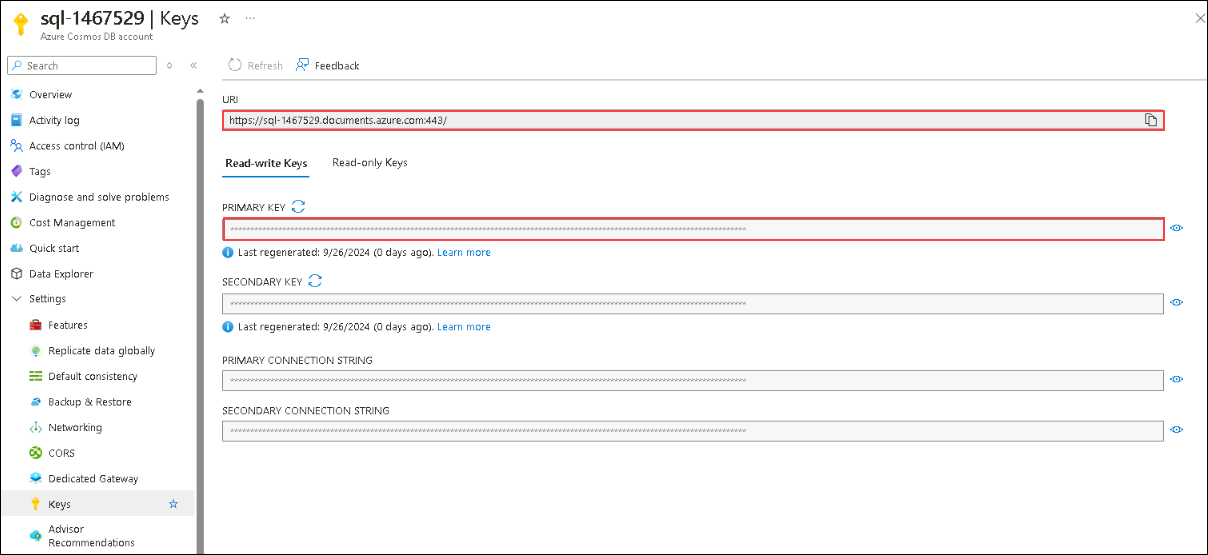 sql-1467529 | Keys
Azure Cosmos DB account
Search
Overview
Activity log
Access control (IAM)
Tags
Diagnose and solve problems
Cost Management
Quick start
Data Explorer
Settings
Features
Replicate data globally
Default consistency
Backup & Restore
Networking
CORS
Dedicated Gateway
Keys
Advisor
Recommendations
Refresh
Feedback
URI
https://sql-1467529.documents.azure.com:443/
Read-write Keys
Read-only Keys
PRIMARY KEY
Last regenerated: 9/26/2024 (0 days ago). Learn more
SECONDARY KEY
Last regenerated: 9/26/2024 (0 days ago). Learn more
PRIMARY CONNECTION STRING
SECONDARY CONNECTION STRING